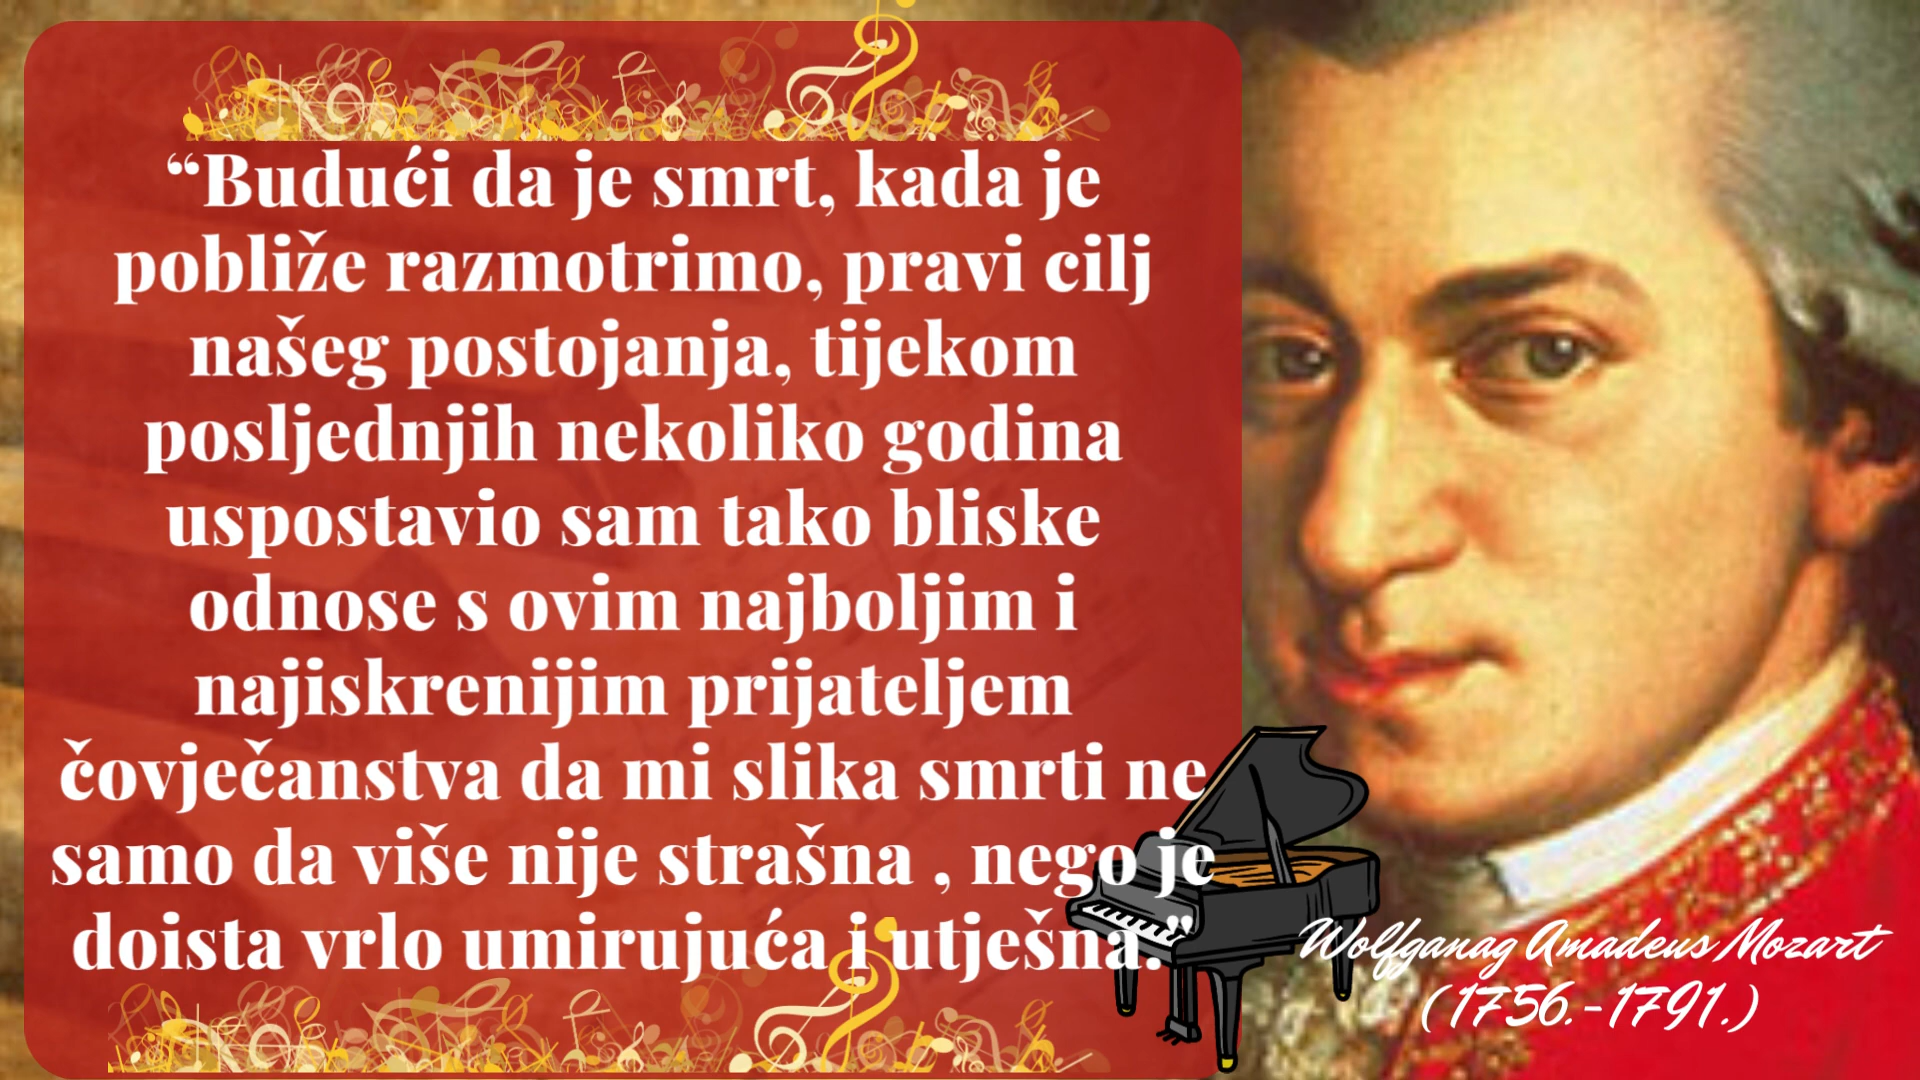 “Budući da je smrt, kada je
pobliže razmotrimo, pravi cilj
našeg postojanja, tijekom
posljednjih nekoliko godina
uspostavio sam tako bliske
odnose s ovim najboljim i
najiskrenijim prijateljem
čovječanstva da mi slika smrti ne
samo da više nije strašna , nego je
doista vrlo umirujuća i utješna.”
Wolfganag Amadeus Mozart
(1756.-1791.)